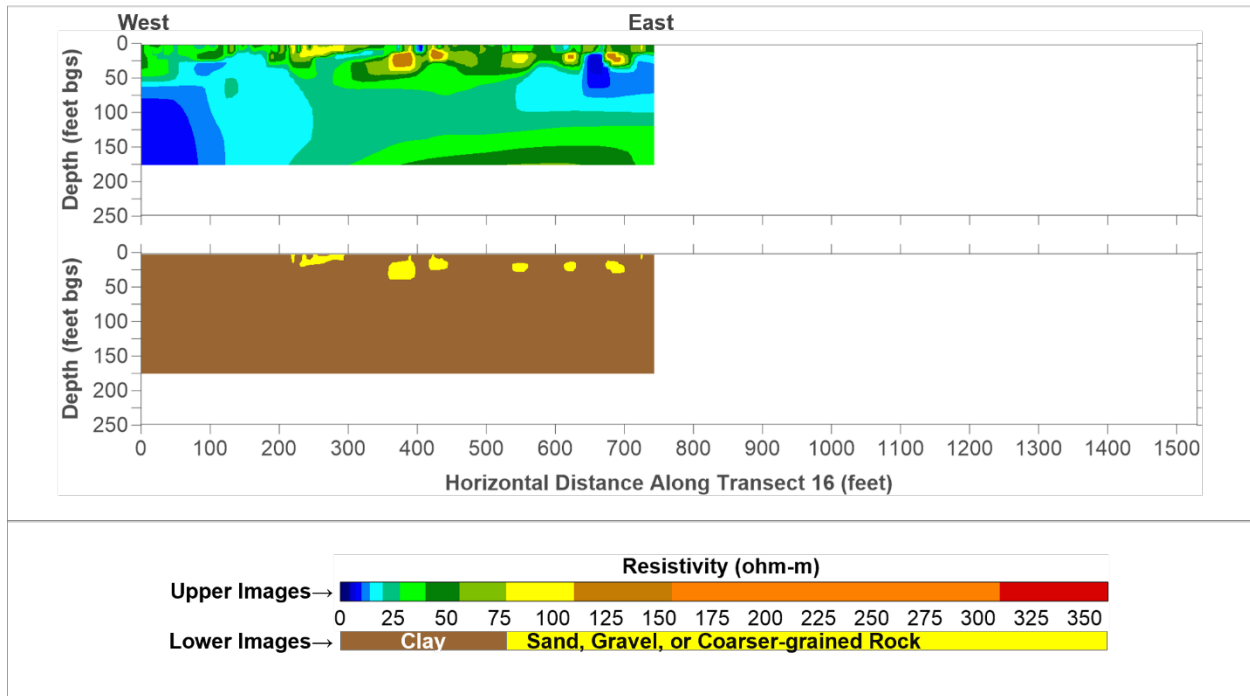 West East
0
50
100
150
200
250
Depth (feet bgs)
0
50
100
150
200
250
Depth (feet bgs)
0 100 200 300 400 500 600 700 800 900 1000 1100 1200 1300 1400 1500
Horizontal Distance Along Transect 16 (feet)
Resistivity (ohm-m)
Upper Images→
0 25 50 75 100 125 150 175 200 225 250 275 300 325 350
Lower Images→ Clay Sand, Gravel, or Coarser-grained Rock